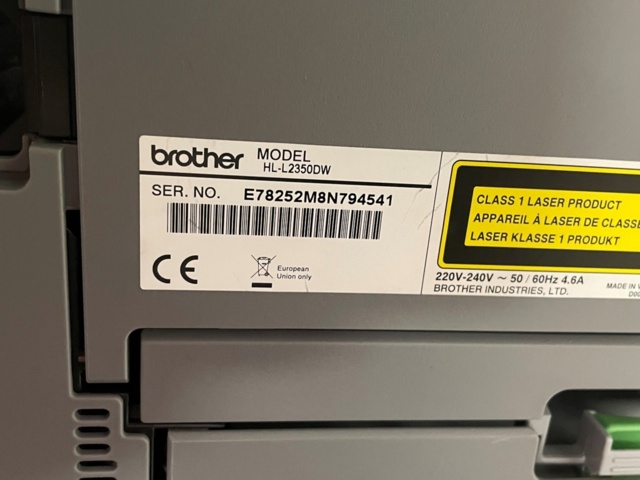 brother MODEL
HL-L2350DW
SER. NO. E78252M8N794541
European
Union only
CLASS 1 LASER PRODUCT
APPAREIL À LASER DE CLASSE
LASER KLASSE 1 PRODUKT
220V-240V ~ 50 / 60Hz 4.6A
BROTHER INDUSTRIES, LTD.
MADE IN
CE